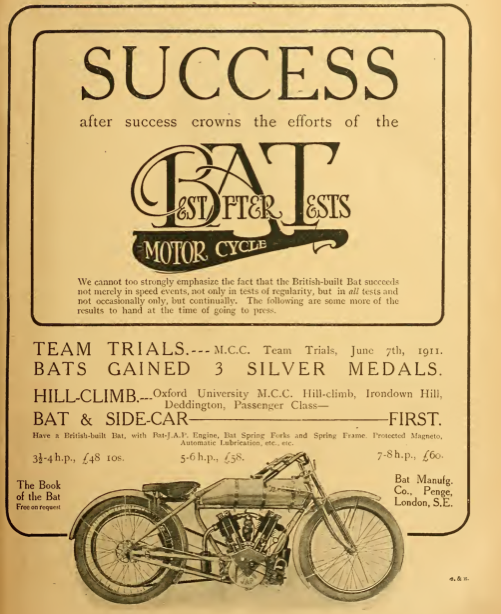 SUCCESS
after success crowns the efforts of the
BAT
BEST AFTER TESTS
MOTOR CYCLE
We cannot too strongly emphasize the fact that the British-built Bat succeeds
not merely in speed events, not only in tests of regularity, but in all tests and
not occasionally only, but continually. The following are some more of the
results to hand at the time of going to press.
TEAM TRIALS.--- M.C.C. Team Trials, June 7th, 1911.
BATS GAINED 3 SILVER MEDALS.
HILL-CLIMB.--- Oxford University M.C.C. Hill-climb, Irondown Hill,
Deddington, Passenger Class—
BAT & SIDE-CAR—FIRST.
Have a British-built Bat, with Bat-J.A.P. Engine, Bat Spring Forks and Spring Frame, Protected Magneto,
Automatic Lubrication, etc., etc.
3½-4 h.p., £48 10s. 5-6 h.p., £58. 7-8 h.p., £60.
The Book
of the Bat
Free on request
Bat Manufg.
Co., Penge,
London, S.E.